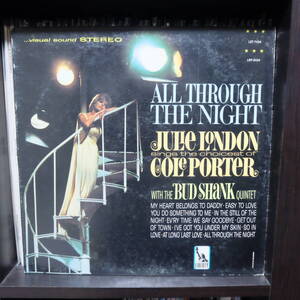 ...visual sound STEREO
ALL THROUGH
THE NIGHT
JULIE LONDON
sings the choicest of
COLE PORTER
WITH THE BUD SHANK QUINTET
MY HEART BELONGS TO DADDY·EASY TO LOVE
YOU DO SOMETHING TO ME·IN THE STILL OF THE
NIGHT·EV'RY TIME WE SAY GOODBYE·GET OUT
OF TOWN·I'VE GOT YOU UNDER MY SKIN·SO IN
LOVE·AT LONG LAST LOVE·ALL THROUGH THE NIGHT
LIBERTY